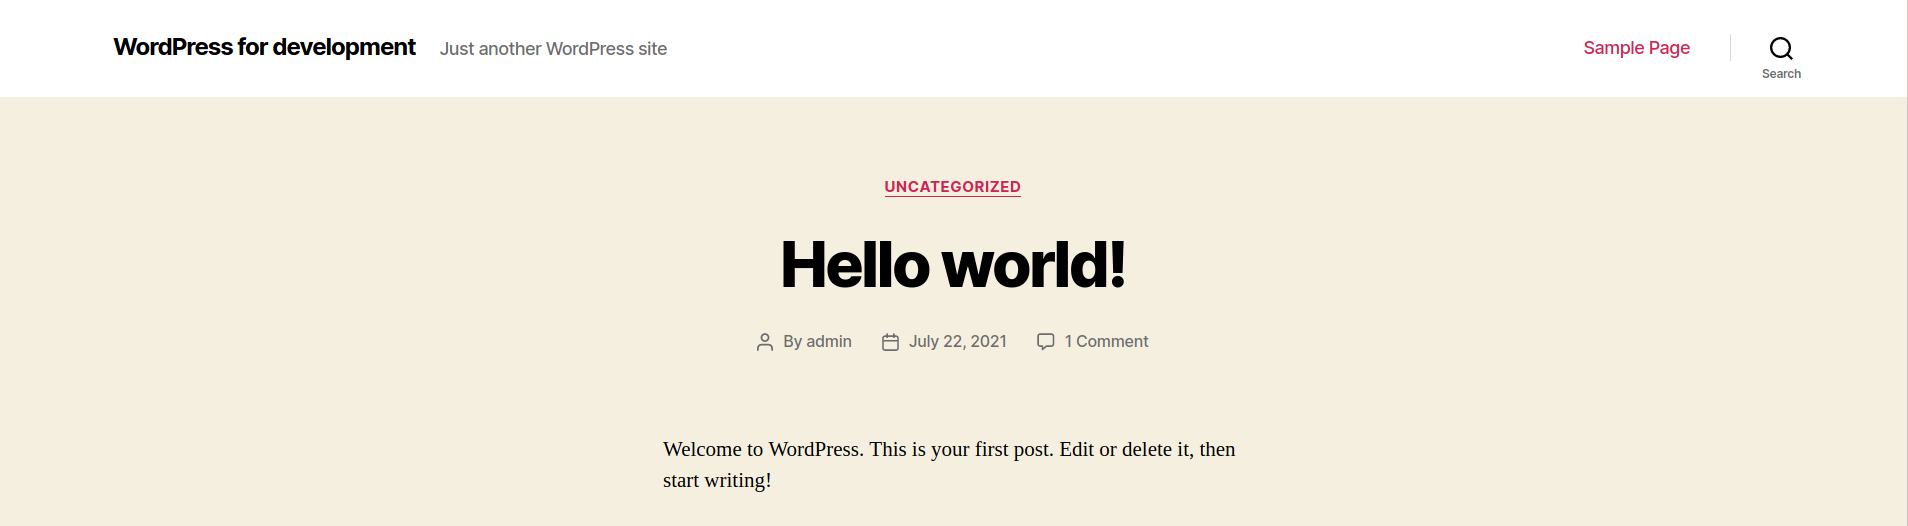 WordPress for development Just another WordPress site Sample Page
Search
UNCATEGORIZED
Hello world!
By admin July 22, 2021 1 Comment
Welcome to WordPress. This is your first post. Edit or delete it, then
start writing!